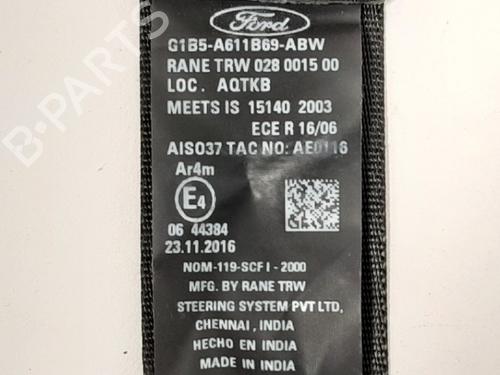 Ford
G1B5-A611B69-ABW
RANE TRW 028 0015 00
LOC. AQTKB
MEETS IS 15140 2003
ECE R 16/06
AIS037 TAC NO: AE0116
Ar4m
E4
06 44384
23.11.2016
NOM-119-SCFI-2000
MFG. BY RANE TRW
STEERING SYSTEM PVT LTD,
CHENNAI, INDIA
HECHO EN INDIA
MADE IN INDIA
B-PARTS